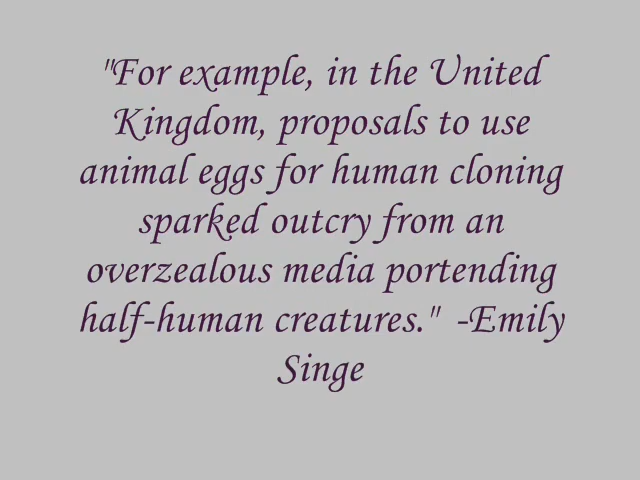 "For example, in the United
Kingdom, proposals to use
animal eggs for human cloning
sparked outcry from an
overzealous media portending
half-human creatures."  -Emily
Singe